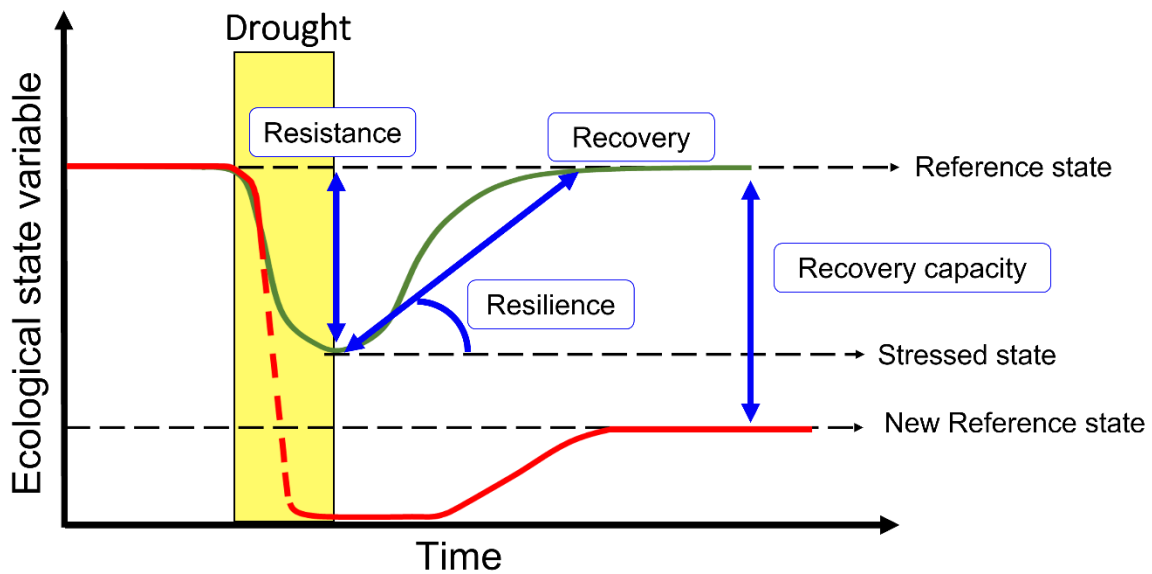 Drought
Resistance
Recovery
Reference state
Recovery capacity
Resilience
Stressed state
New Reference state
Ecological state variable
Time